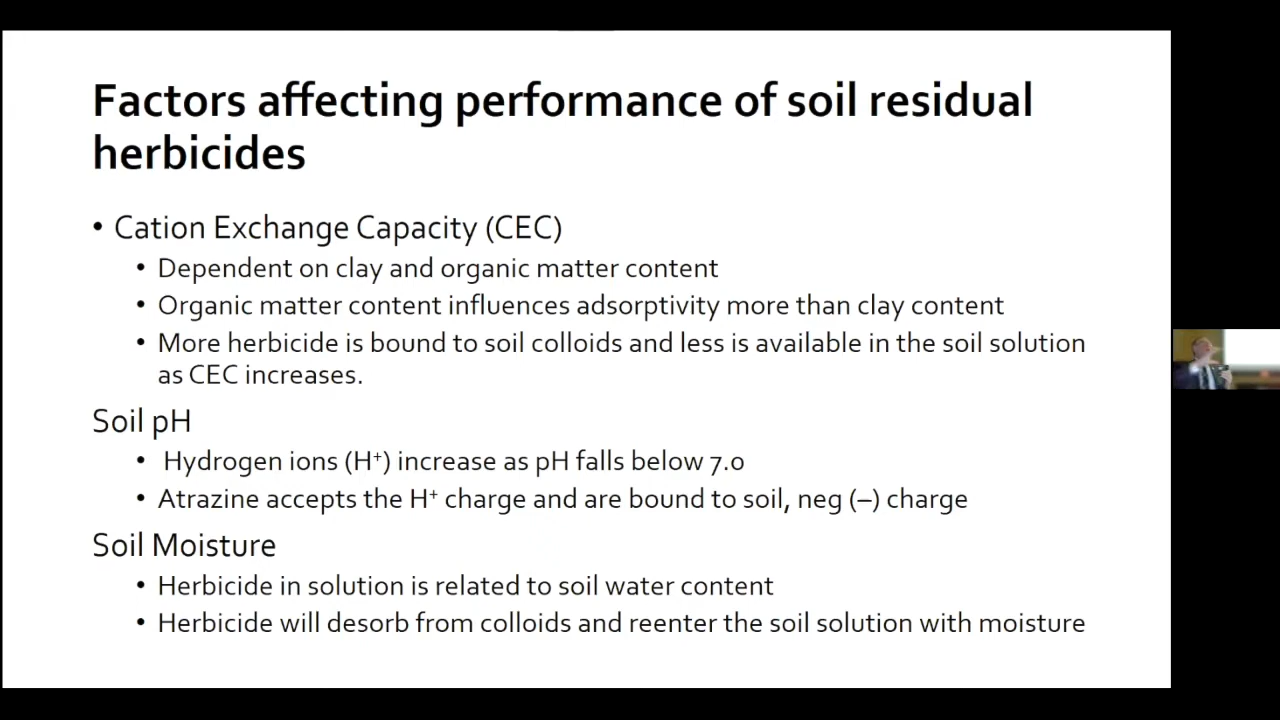 Factors affecting performance of soil residual
herbicides
• Cation Exchange Capacity (CEC)
• Dependent on clay and organic matter content
• Organic matter content influences adsorptivity more than clay content
• More herbicide is bound to soil colloids and less is available in the soil solution
as CEC increases.
Soil pH
• Hydrogen ions (H⁺) increase as pH falls below 7.0
• Atrazine accepts the H⁺ charge and are bound to soil, neg (–) charge
Soil Moisture
• Herbicide in solution is related to soil water content
• Herbicide will desorb from colloids and reenter the soil solution with moisture